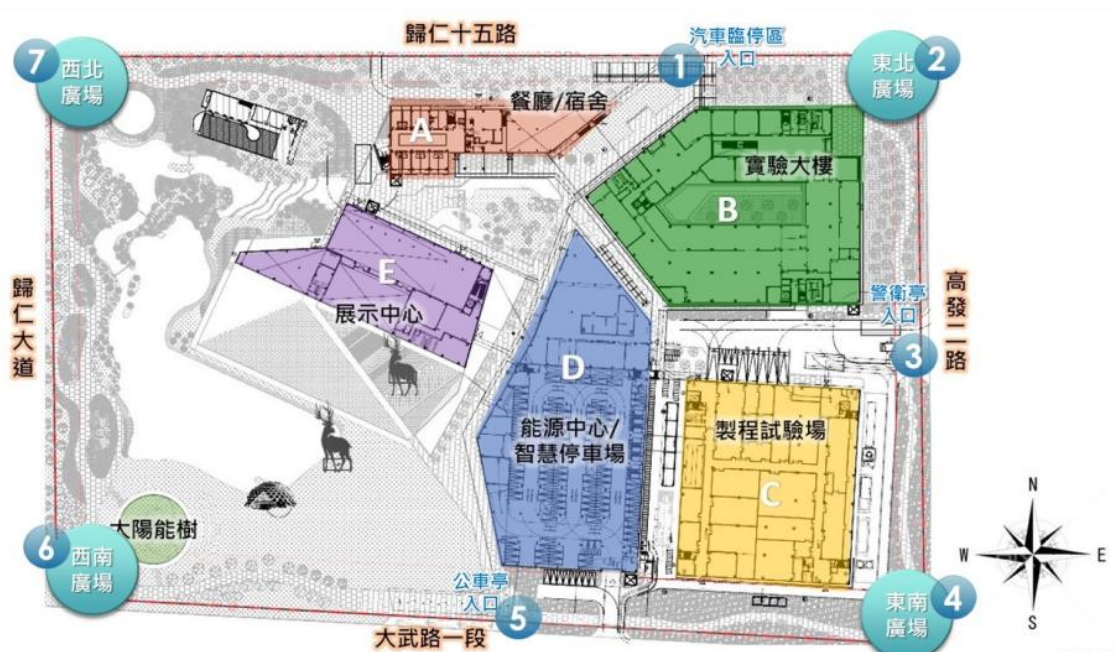 歸仁十五路
汽車臨停區
入口
1
7
西北
廣場
東北
廣場
2
餐廳/宿舍
A
實驗大樓
B
E
展示中心
歸仁大道
警衛亭
入口
3
高發二路
D
能源中心/
智慧停車場
製程試驗場
C
太陽能樹
6
西南
廣場
公車亭
入口
5
大武路一段
東南
廣場
4
N
W
E
S